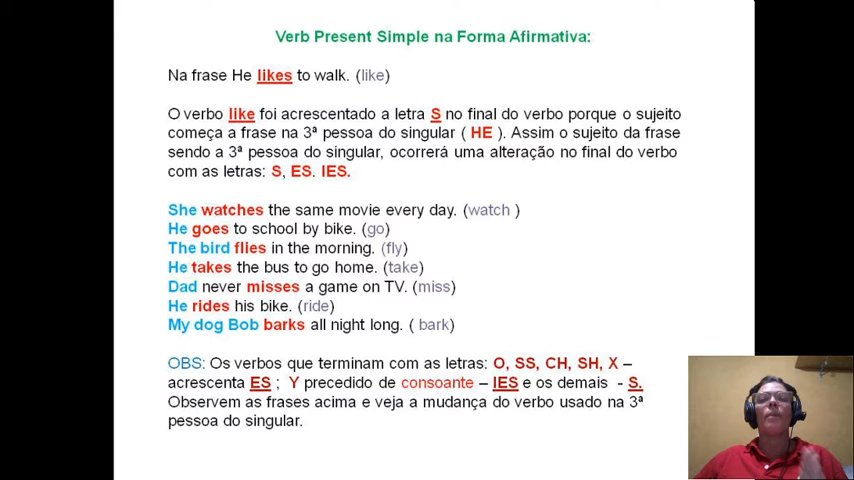 Verb Present Simple na Forma Afirmativa:
Na frase He likes to walk. (like)
O verbo like foi acrescentado a letra S no final do verbo porque o sujeito
começa a frase na 3ª pessoa do singular ( HE ). Assim o sujeito da frase
sendo a 3ª pessoa do singular, ocorrerá uma alteração no final do verbo
com as letras: S, ES. IES.
She watches the same movie every day. (watch )
He goes to school by bike. (go)
The bird flies in the morning. (fly)
He takes the bus to go home. (take)
Dad never misses a game on TV. (miss)
He rides his bike. (ride)
My dog Bob barks all night long. ( bark)
OBS: Os verbos que terminam com as letras: O, SS, CH, SH, X –
acrescenta ES ; Y precedido de consoante – IES e os demais - S.
Observem as frases acima e veja a mudança do verbo usado na 3ª
pessoa do singular.